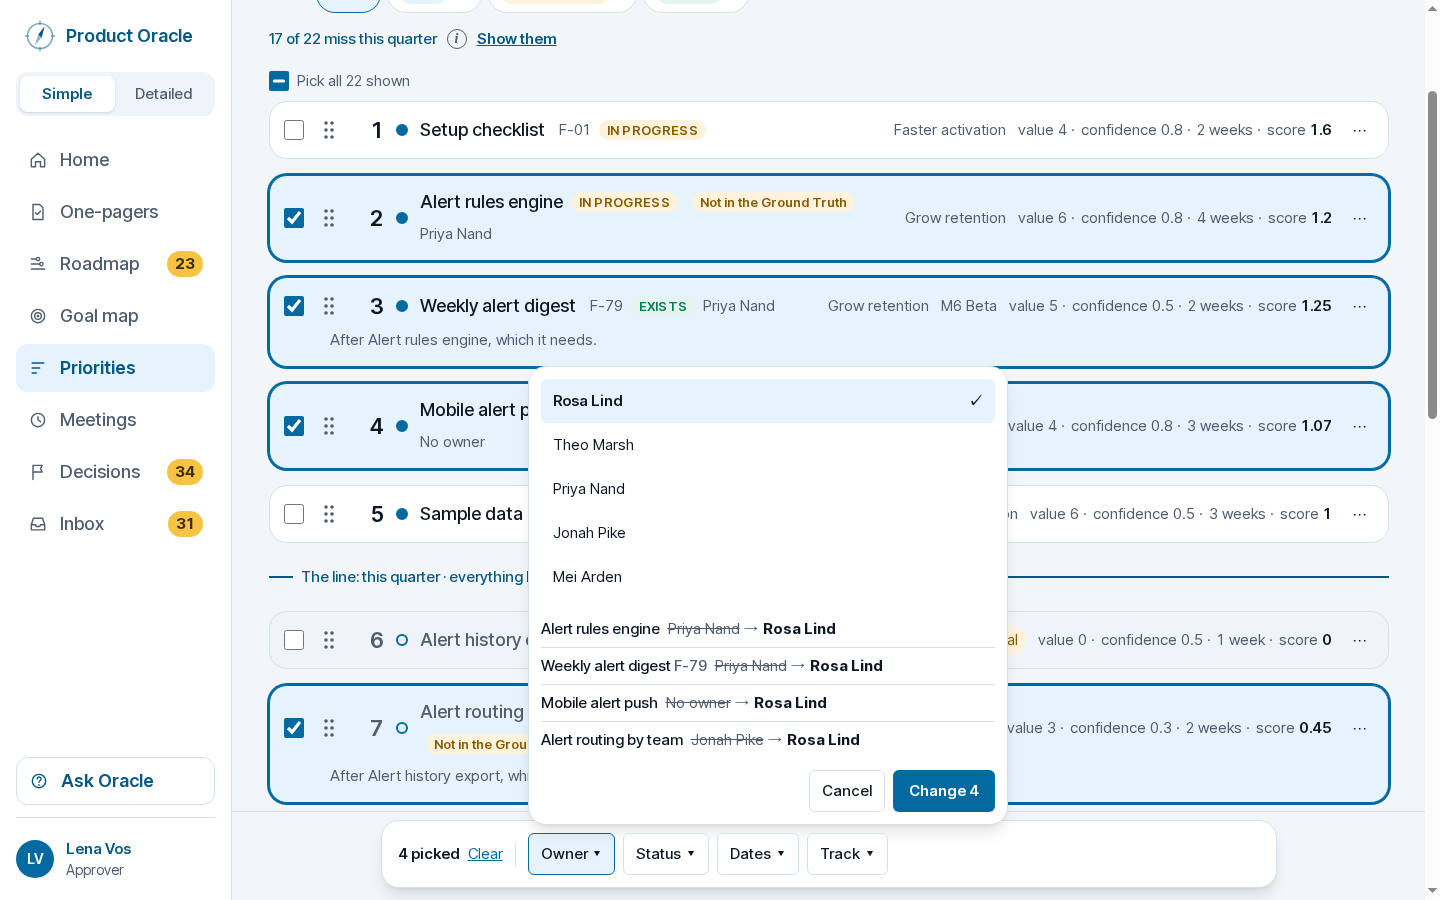 Product Oracle
Simple Detailed
Home
One-pagers
Roadmap 23
Goal map
Priorities
Meetings
Decisions 34
Inbox 31
Ask Oracle
LV Lena Vos
Approver
17 of 22 miss this quarter i Show them
Pick all 22 shown
1 Setup checklist F-01 IN PROGRESS Faster activation value 4 · confidence 0.8 · 2 weeks · score 1.6 ···
2 Alert rules engine IN PROGRESS Not in the Ground Truth
Priya Nand
Grow retention value 6 · confidence 0.8 · 4 weeks · score 1.2 ···
3 Weekly alert digest F-79 EXISTS Priya Nand Grow retention M6 Beta value 5 · confidence 0.5 · 2 weeks · score 1.25 ···
After Alert rules engine, which it needs.
4 Mobile alert
No owner
value 4 · confidence 0.8 · 3 weeks · score 1.07 ···
5 Sample data value 6 · confidence 0.5 · 3 weeks · score 1 ···
The line: this quarter · everything
6 Alert history value 0 · confidence 0.5 · 1 week · score 0 ···
7 Alert routing
Not in the
value 3 · confidence 0.3 · 2 weeks · score 0.45 ···
After Alert history export,
Rosa Lind ✓
Theo Marsh
Priya Nand
Jonah Pike
Mei Arden
Alert rules engine Priya Nand → Rosa Lind
Weekly alert digest F-79 Priya Nand → Rosa Lind
Mobile alert push No owner → Rosa Lind
Alert routing by team Jonah Pike → Rosa Lind
Cancel Change 4
4 picked Clear Owner ▾ Status ▾ Dates ▾ Track ▾